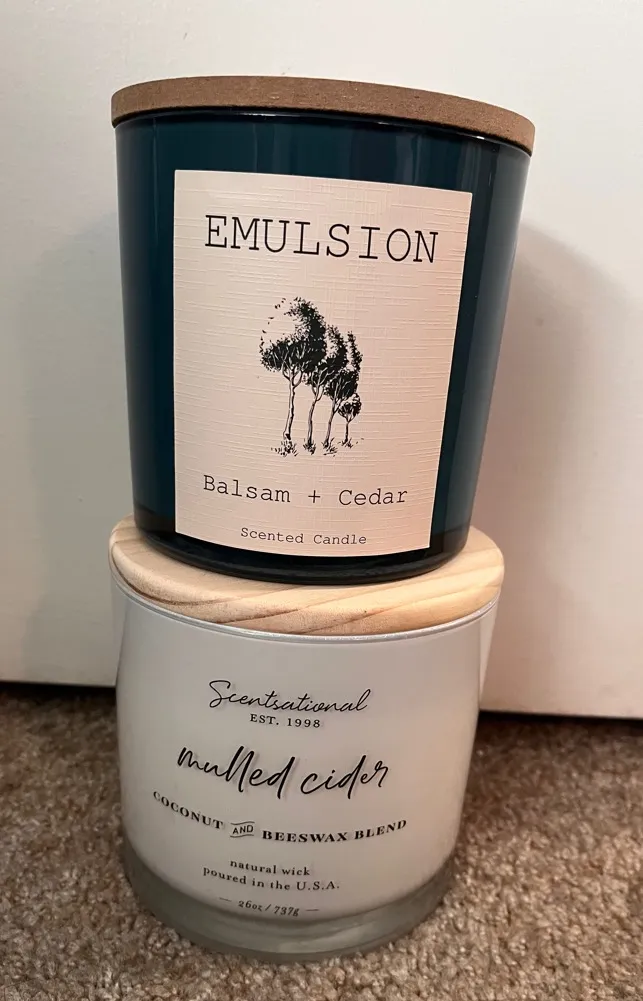 EMULSION
Balsam + Cedar
Scented Candle
Scentsational
EST. 1998
mulled cider
COCONUT AND BEESWAX BLEND
natural wick
poured in the U.S.A.
26oz / 737g